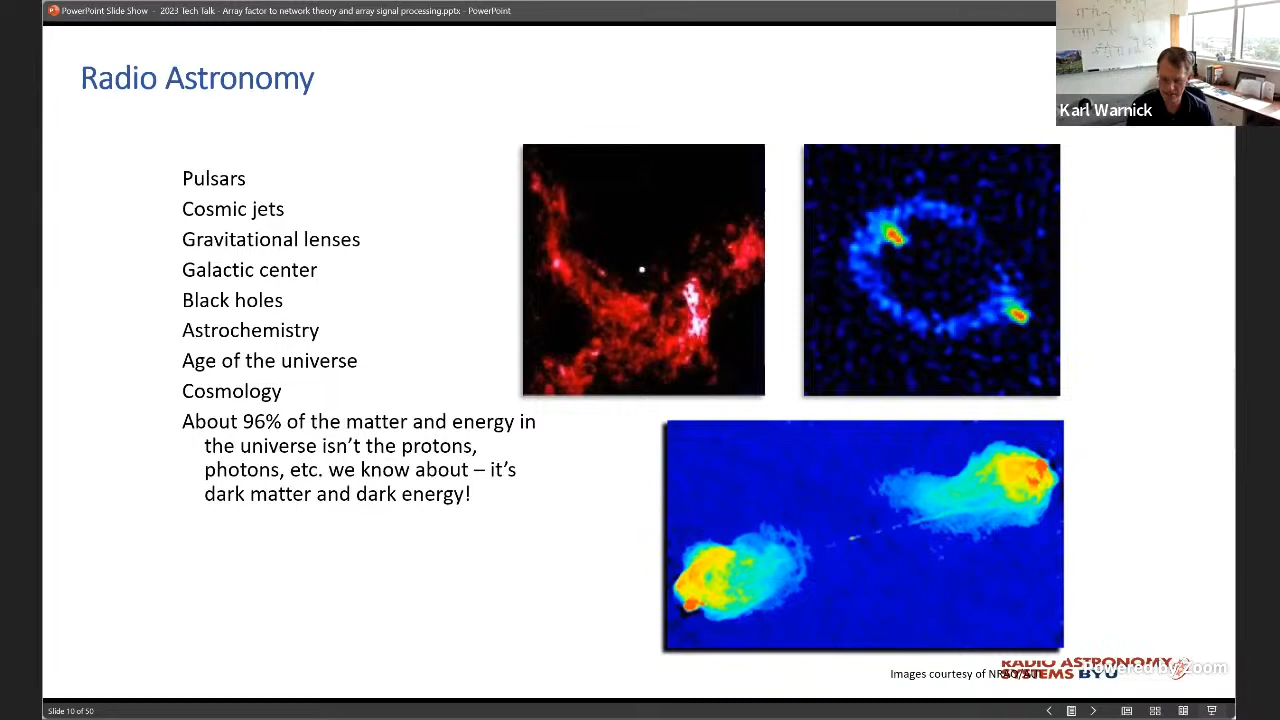 PowerPoint Slide Show - 2023 Tech Talk - Array factor to network theory and array signal processing.pptx - PowerPoint
Radio Astronomy
Karl Warnick
Pulsars
Cosmic jets
Gravitational lenses
Galactic center
Black holes
Astrochemistry
Age of the universe
Cosmology
About 96% of the matter and energy in
the universe isn’t the protons,
photons, etc. we know about – it’s
dark matter and dark energy!
RADIO ASTRONOMY
SYSTEMS BYU
Powered by Zoom
Images courtesy of
Slide 10 of 50